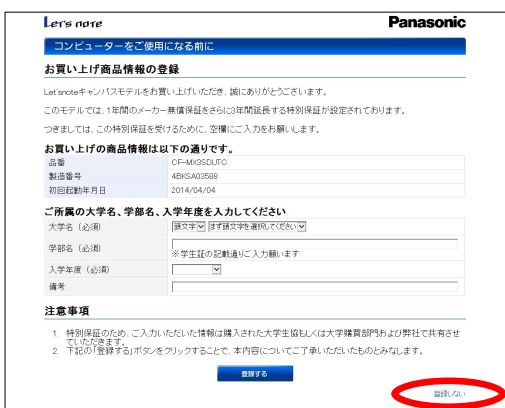 Let's note
Panasonic
コンピューターをご使用になる前に
お買い上げ商品情報の登録
Let'snoteキャンパスモデルをお買い上げいただき、誠にありがとうございます。
このモデルでは、1年間のメーカー無償保証をさらに3年間延長する特別保証が設定されております。
つきましては、この特別保証を受けるために、空欄にご入力をお願いします。
お買い上げの商品情報は以下の通りです。
品番 CF-MX3SDUTC
製造番号 4BKSA03588
初回起動年月日 2014/04/04
ご所属の大学名、学部名、入学年度を入力してください
大学名（必須） 頭文字 まず頭文字を選択してください
学部名（必須）
※学生証の記載通りご入力願います
入学年度（必須）
備考
注意事項
1. 特別保証のため、ご入力いただいた情報は購入された大学生協もしくは大学購買部門および弊社で共有させ
ていただきます。
2. 下記の「登録する」ボタンをクリックすることで、本内容についてご了承いただいたものとみなします。
登録する
登録しない